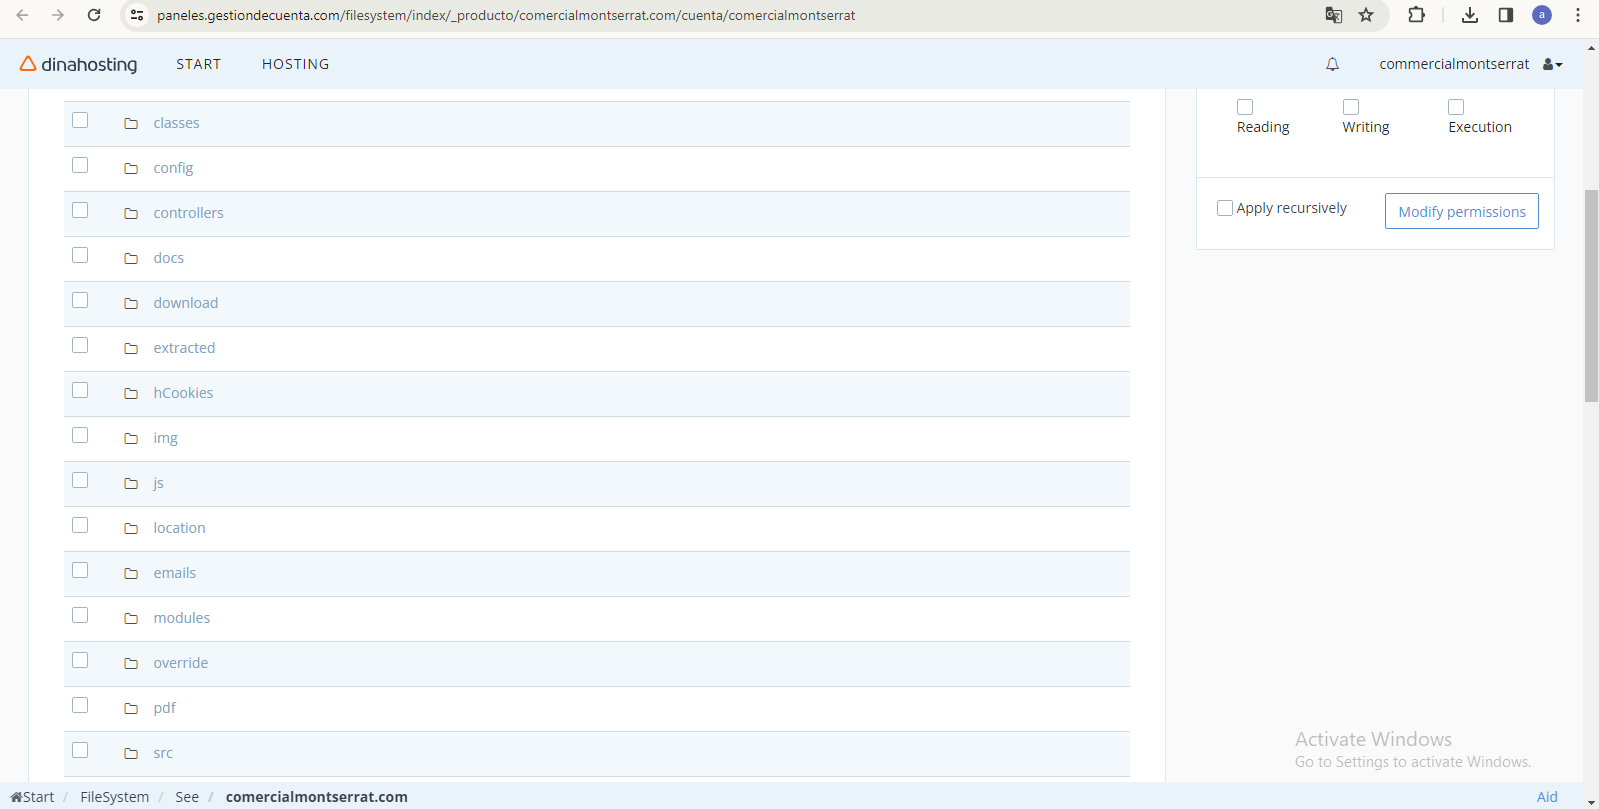 paneles.gestiondecuenta.com/filesystem/index/_producto/comercialmontserrat.com/cuenta/comercialmontserrat
a
dinahosting START HOSTING commercialmontserrat
classes
config
controllers
docs
download
extracted
hCookies
img
js
location
emails
modules
override
pdf
src
Reading Writing Execution
Apply recursively Modify permissions
Activate Windows
Go to Settings to activate Windows.
Start / FileSystem / See / comercialmontserrat.com Aid